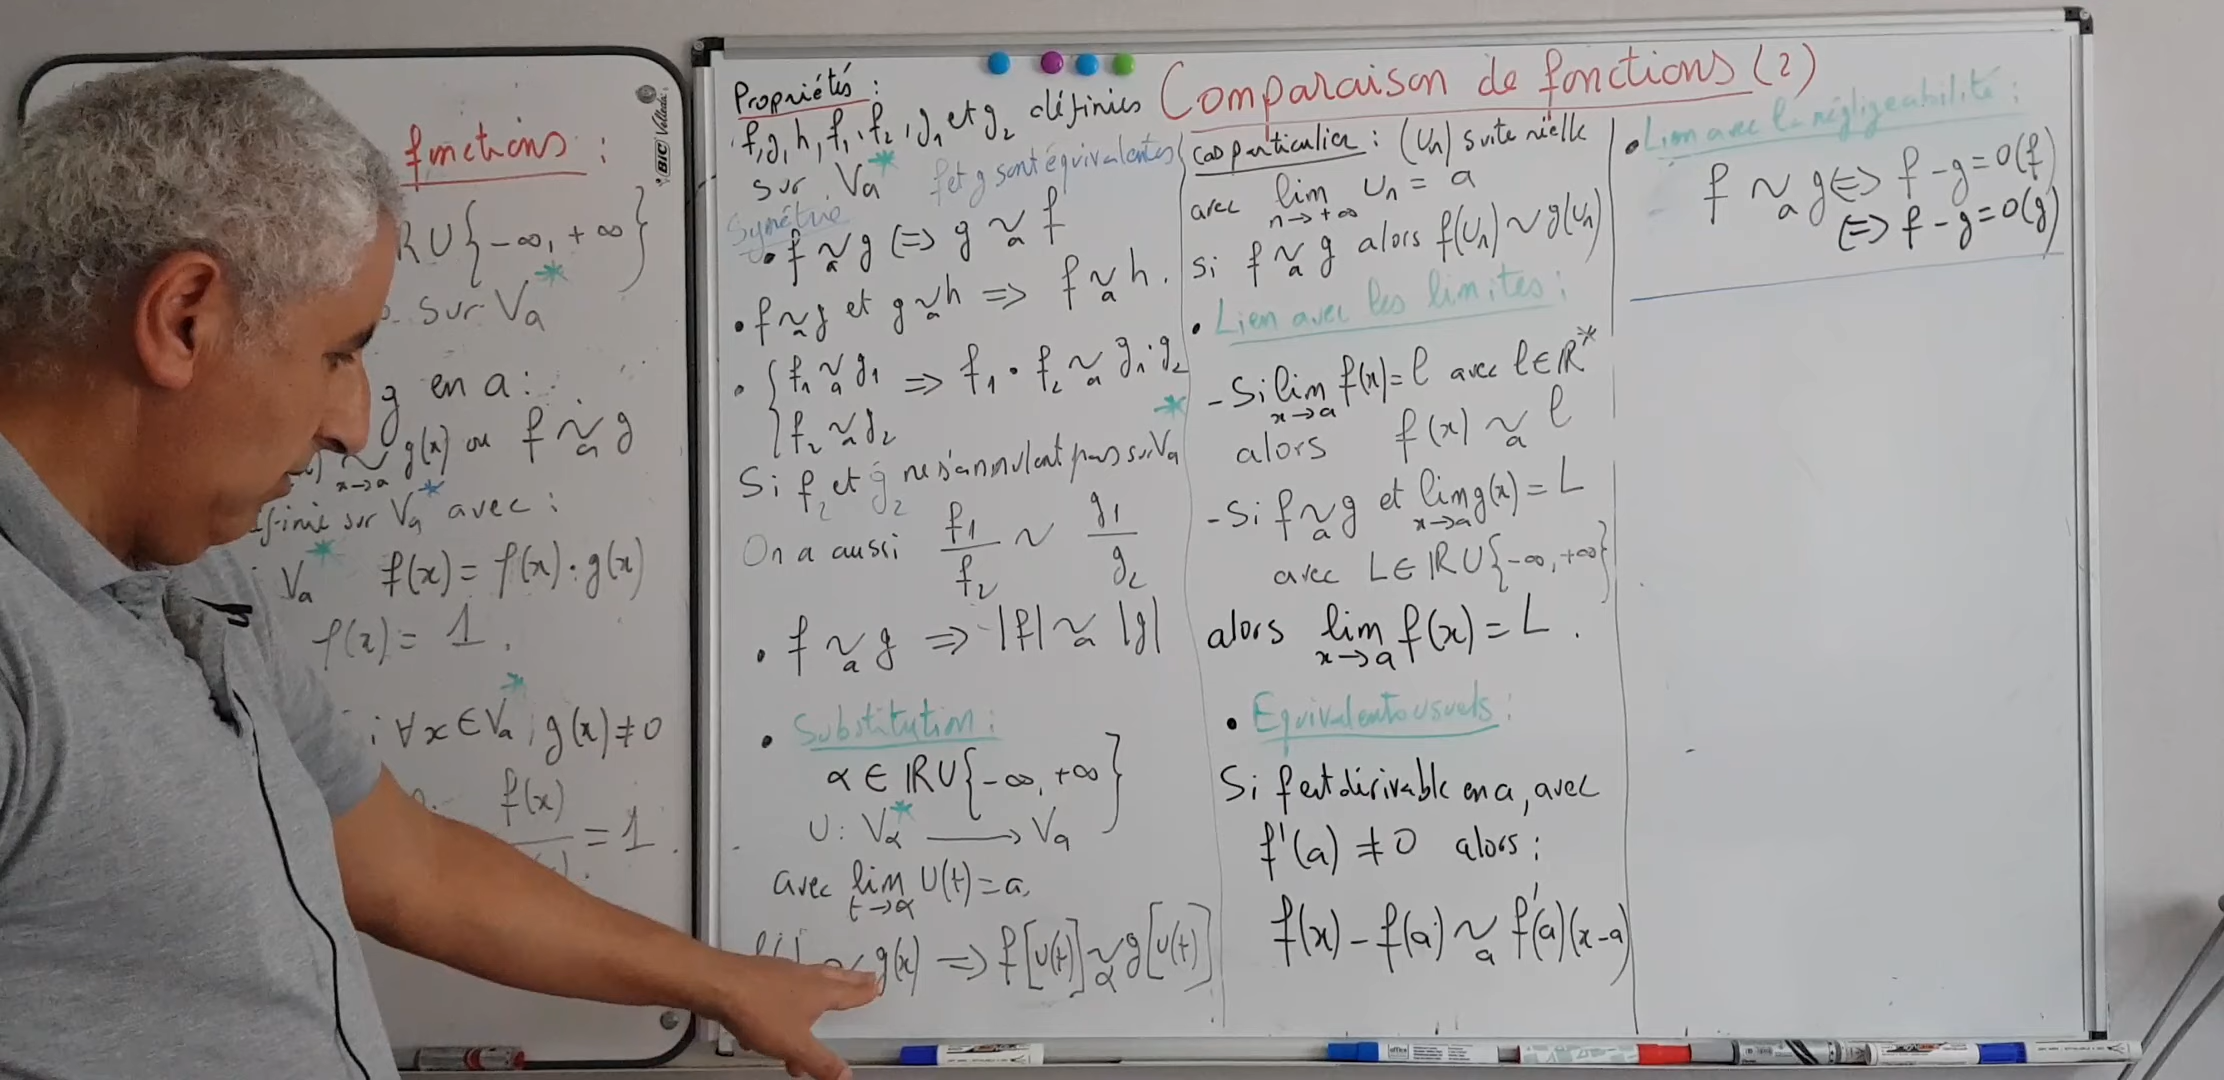 fonctions :
RU{-∞, +∞}
sur Va*
g en a :
x→a g(x) ou f ~a g
finie sur Va* avec :
Va* f(x) = f(x) · g(x)
f(x) = 1.
; ∀x ∈ Va* ; g(x) ≠ 0
f(x)
= 1.
BIC Velleda
Comparaison de fonctions (2)
Propriétés :
f, g, h, f1, f2, g1 et g2 définies
sur Va* f et g sont équivalentes
Symétrie
• f ~a g ⇔ g ~a f
• f ~a g et g ~a h ⇒ f ~a h.
• { f1 ~a g1 ⇒ f1 · f2 ~a g1 · g2
f2 ~a g2
Si f2 et g2 ne s'annulent pas sur Va*
On a aussi f1/f2 ~ g1/g2
• f ~a g ⇒ |f| ~a |g|
• Substitution :
α ∈ RU{-∞, +∞}
U : Vα* → Va
avec lim t→α U(t) = a,
~ g(x) ⇒ f[U(t)] ~α g[U(t)]
Cas particulier : (Un) suite réelle
avec lim n→+∞ Un = a
si f ~a g alors f(Un) ~ g(Un)
• Lien avec les limites :
- Si lim x→a f(x) = l avec l ∈ R*
alors f(x) ~a l
- Si f ~a g et lim x→a g(x) = L
avec L ∈ RU{-∞, +∞}
alors lim x→a f(x) = L.
• Equivalents usuels :
Si f est dérivable en a, avec
f'(a) ≠ 0 alors :
f(x) - f(a) ~a f'(a)(x-a)
• Lien avec la négligeabilité :
f ~a g ⇔ f - g = o(f)
⇔ f - g = o(g)